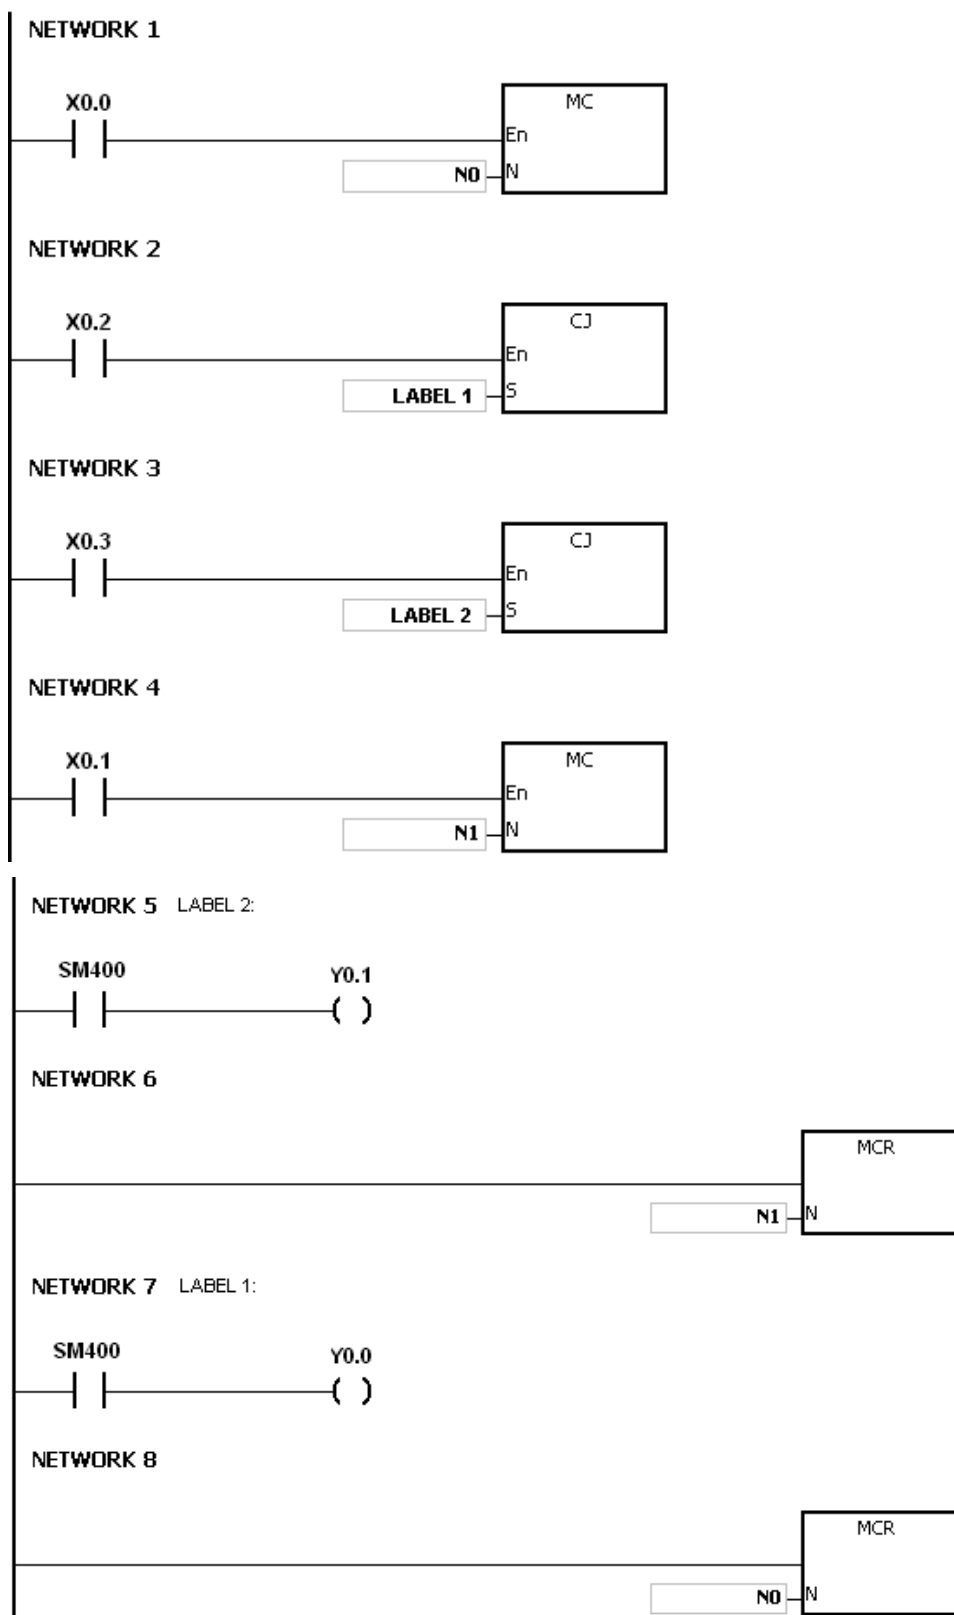 NETWORK 1
X0.0
MC
En
N0 N
NETWORK 2
X0.2
CJ
En
LABEL 1 S
NETWORK 3
X0.3
CJ
En
LABEL 2 S
NETWORK 4
X0.1
MC
En
N1 N
NETWORK 5 LABEL 2:
SM400 Y0.1
NETWORK 6
MCR
N1 N
NETWORK 7 LABEL 1:
SM400 Y0.0
NETWORK 8
MCR
N0 N